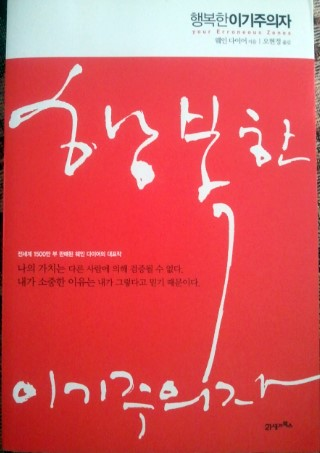 행복한이기주의자
your Erroneous Zones
웨인 다이어 지음 | 오현정 옮김
행복한
전세계 1500만 부 판매된 웨인 다이어의 대표작
나의 가치는 다른 사람에 의해 검증될 수 없다.
내가 소중한 이유는 내가 그렇다고 믿기 때문이다.
이기주의자